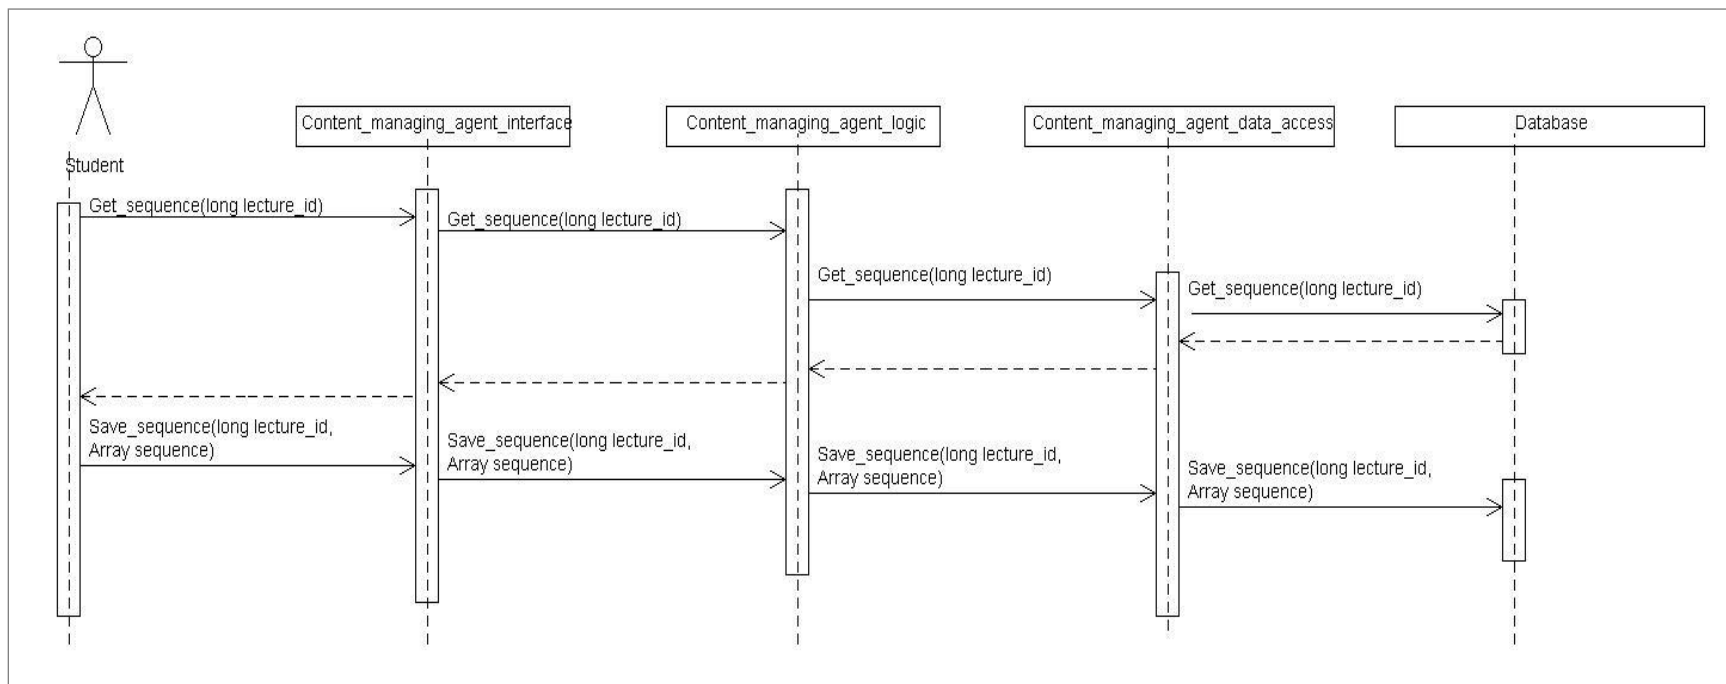 Student
Content_managing_agent_interface
Content_managing_agent_logic
Content_managing_agent_data_access
Database
Get_sequence(long lecture_id)
Get_sequence(long lecture_id)
Get_sequence(long lecture_id)
Get_sequence(long lecture_id)
Save_sequence(long lecture_id,
Array sequence)
Save_sequence(long lecture_id,
Array sequence)
Save_sequence(long lecture_id,
Array sequence)
Save_sequence(long lecture_id,
Array sequence)